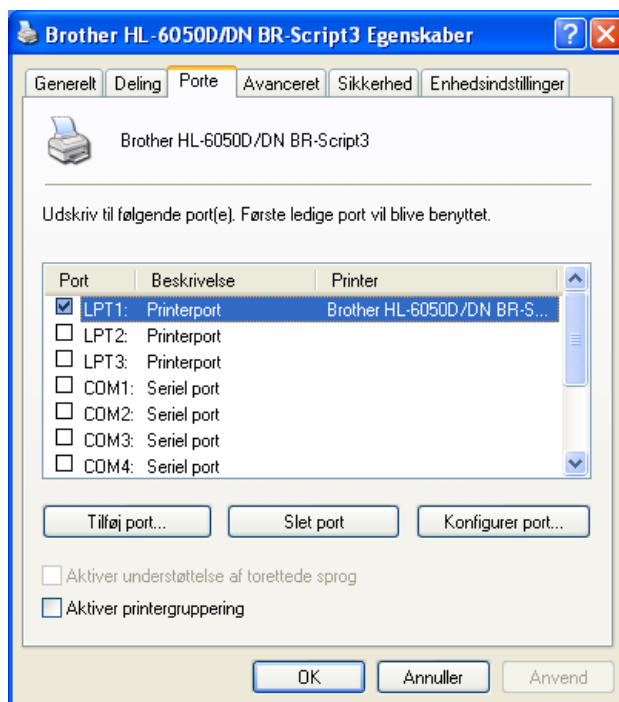 Brother HL-6050D/DN BR-Script3 Egenskaber
Generelt Deling Porte Avanceret Sikkerhed Enhedsindstillinger
Brother HL-6050D/DN BR-Script3
Udskriv til følgende port(e). Første ledige port vil blive benyttet.
Port Beskrivelse Printer
LPT1: Printerport Brother HL-6050D/DN BR-S...
LPT2: Printerport
LPT3: Printerport
COM1: Seriel port
COM2: Seriel port
COM3: Seriel port
COM4: Seriel port
Tilføj port... Slet port Konfigurer port...
Aktiver understøttelse af torettede sprog
Aktiver printergruppering
OK Annuller Anvend